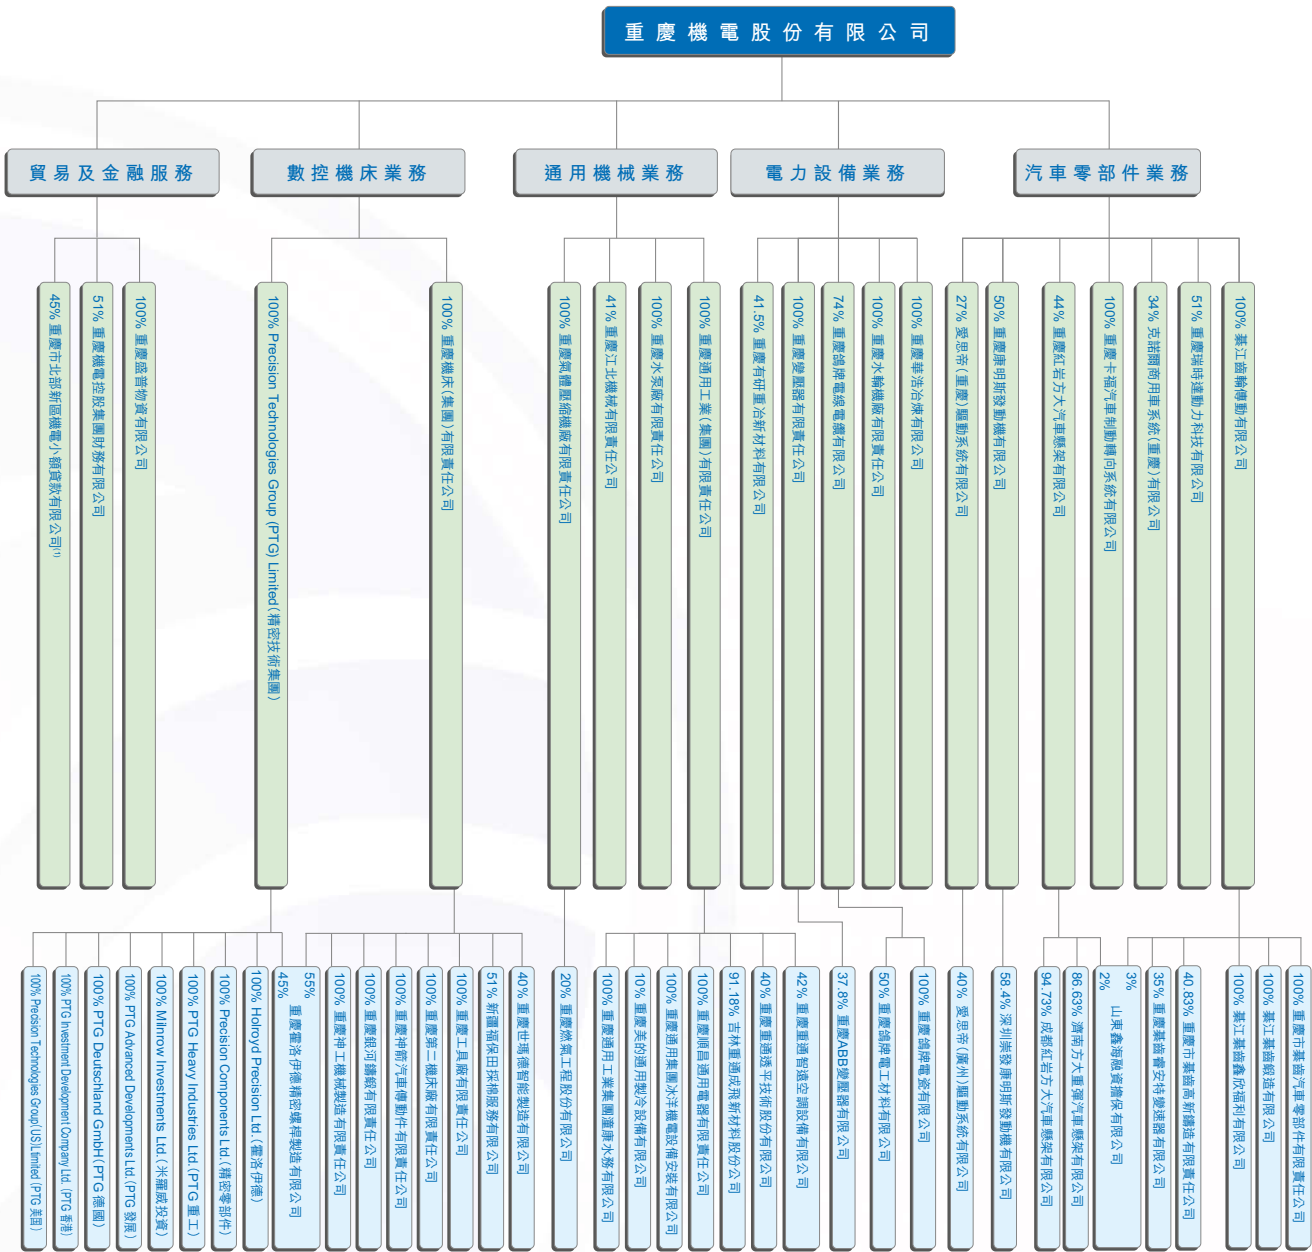 重慶機電股份有限公司
貿易及金融服務
數控機床業務
通用機械業務
電力設備業務
汽車零部件業務
45% 重慶市北部新區機電小額貸款有限公司(1)
51% 重慶機電控股集團財務有限公司
100% 重慶盛普物資有限公司
100% Precision Technologies Group (PTG) Limited(精密技術集團)
100% 重慶機床(集團)有限責任公司
100% 重慶氣體壓縮機廠有限責任公司
41% 重慶江北機械有限責任公司
100% 重慶水泵廠有限責任公司
100% 重慶通用工業(集團)有限責任公司
41.5% 重慶有研重冶新材料有限公司
100% 重慶變壓器有限責任公司
74% 重慶鴿牌電線電纜有限公司
100% 重慶水輪機廠有限責任公司
100% 重慶華浩冶煉有限公司
27% 愛思帝(重慶)驅動系統有限公司
50% 重慶康明斯發動機有限公司
44% 重慶紅岩方大汽車懸架有限公司
100% 重慶卡福汽車制動轉向系統有限公司
34% 克諾爾商用車系統(重慶)有限公司
51% 重慶瑞時達動力科技有限公司
100% 綦江齒輪傳動有限公司
100% Precision Technologies Group(US)Limited (PTG 美国)
100% PTG Investment Development Company Ltd. (PTG 香港)
100% PTG Deutschland GmbH(PTG 德國)
100% PTG Advanced Developments Ltd.(PTG 發展)
100% Milnrow Investments Ltd.(米羅威投資)
100% PTG Heavy Industries Ltd.(PTG 重工)
100% Precision Components Ltd.(精密零部件)
100% Holroyd Precision Ltd.(霍洛伊德)
45%
55%
重慶霍洛伊德精密螺桿製造有限公司
100% 重慶神工機械製造有限責任公司
100% 重慶銀河鑄鍛有限責任公司
100% 重慶神箭汽車傳動件有限責任公司
100% 重慶第二機床廠有限責任公司
100% 重慶工具廠有限責任公司
51% 新疆福保田採棉服務有限公司
40% 重慶世瑪德智能製造有限公司
20% 重慶燃氣工程股份有限公司
100% 重慶通用工業集團潼康水務有限公司
10% 重慶美的通用製冷設備有限公司
100% 重慶通用集團冰洋機電設備安裝有限公司
100% 重慶順昌通用電器有限責任公司
91.18% 吉林重通成飛新材料股份公司
40% 重慶重通透平技術股份有限公司
42% 重慶重通智遠空調設備有限公司
37.8% 重慶ABB變壓器有限公司
50% 重慶鴿牌電工材料有限公司
100% 重慶鴿牌電瓷有限公司
40% 愛思帝(廣州)驅動系統有限公司
58.4% 深圳崇發康明斯發動機有限公司
94.73% 成都紅岩方大汽車懸架有限公司
86.63% 濟南方大重彈汽車懸架有限公司
2%
3%
山東鑫海融資擔保有限公司
35% 重慶綦齒睿安特變速器有限公司
40.83% 重慶市綦齒高新鑄造有限責任公司
100% 綦江綦齒鑫欣福利有限公司
100% 綦江綦齒鍛造有限公司
100% 重慶市綦齒汽車零部件有限責任公司